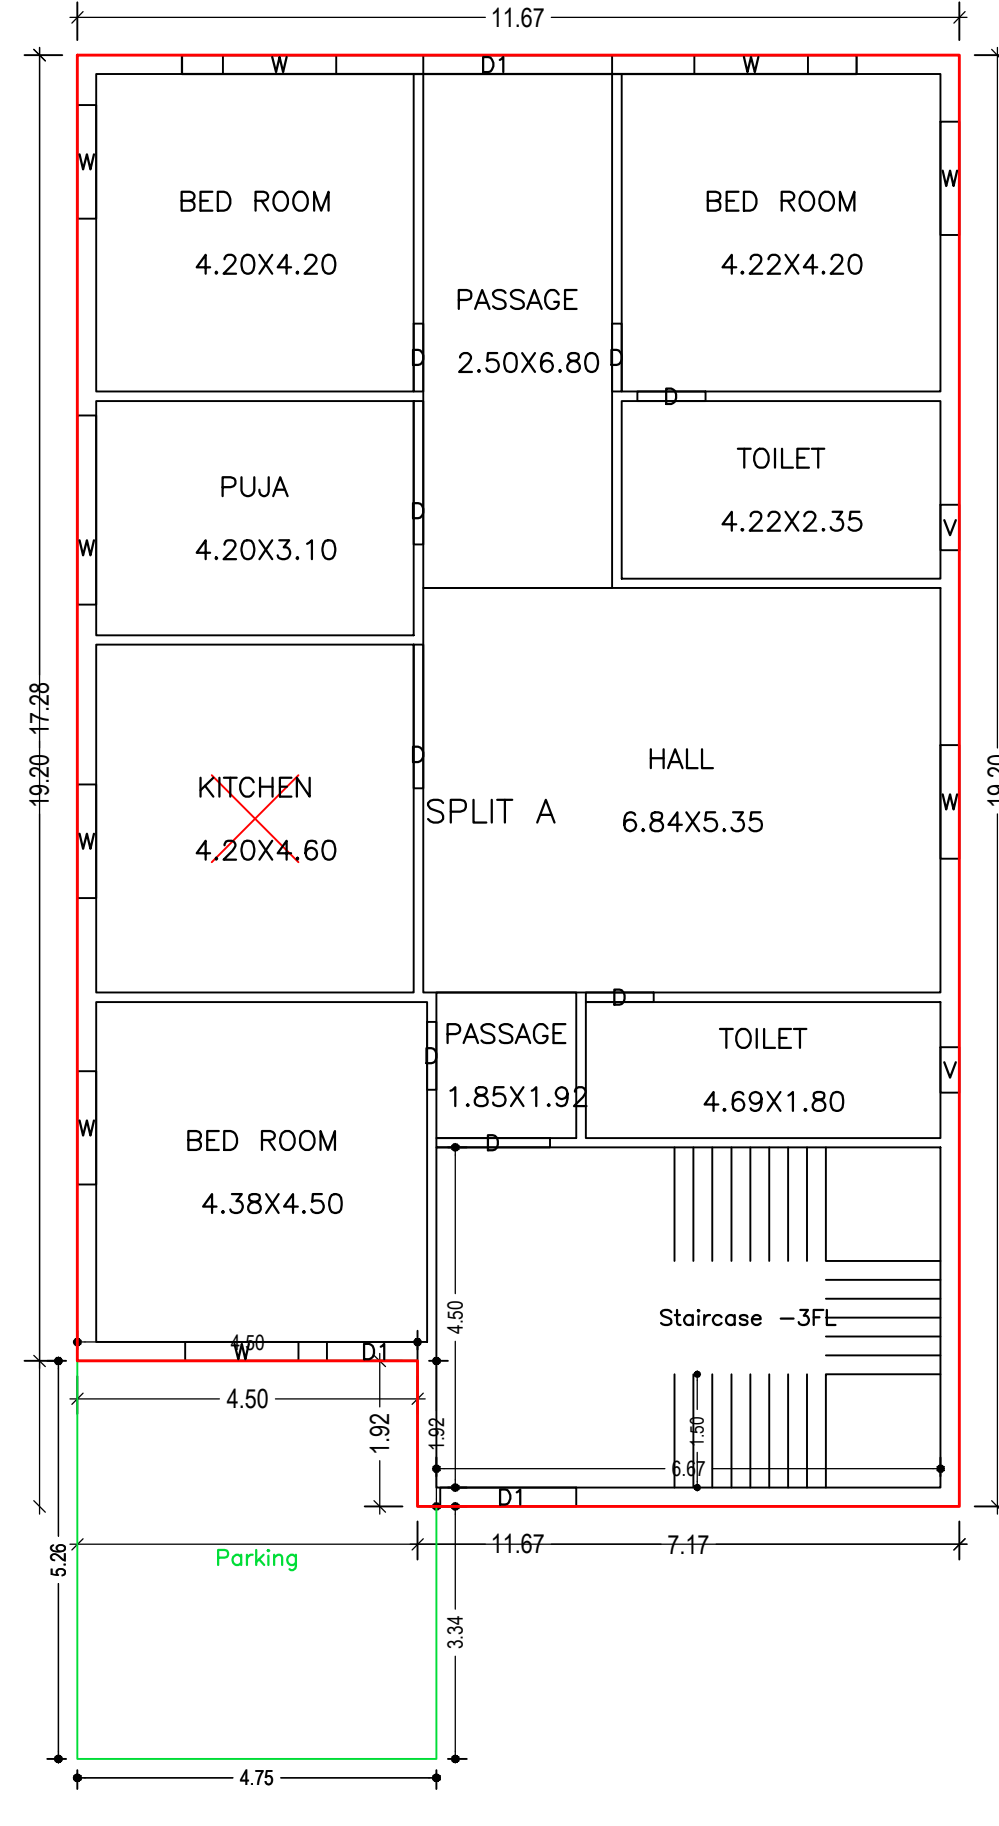 11.67
W
D1
W
W
W
BED ROOM
4.20X4.20
BED ROOM
4.22X4.20
PASSAGE
2.50X6.80
D
D
D
PUJA
4.20X3.10
D
W
TOILET
4.22X2.35
V
19.20
17.28
KITCHEN
4.20X4.60
W
D
SPLIT A
HALL
6.84X5.35
W
19.20
PASSAGE
1.85X1.92
D
D
TOILET
4.69X1.80
V
BED ROOM
4.38X4.50
W
D
4.50
Staircase -3FL
4.50
W
D1
4.50
1.92
1.92
1.50
6.67
D1
11.67
7.17
Parking
5.26
3.34
4.75